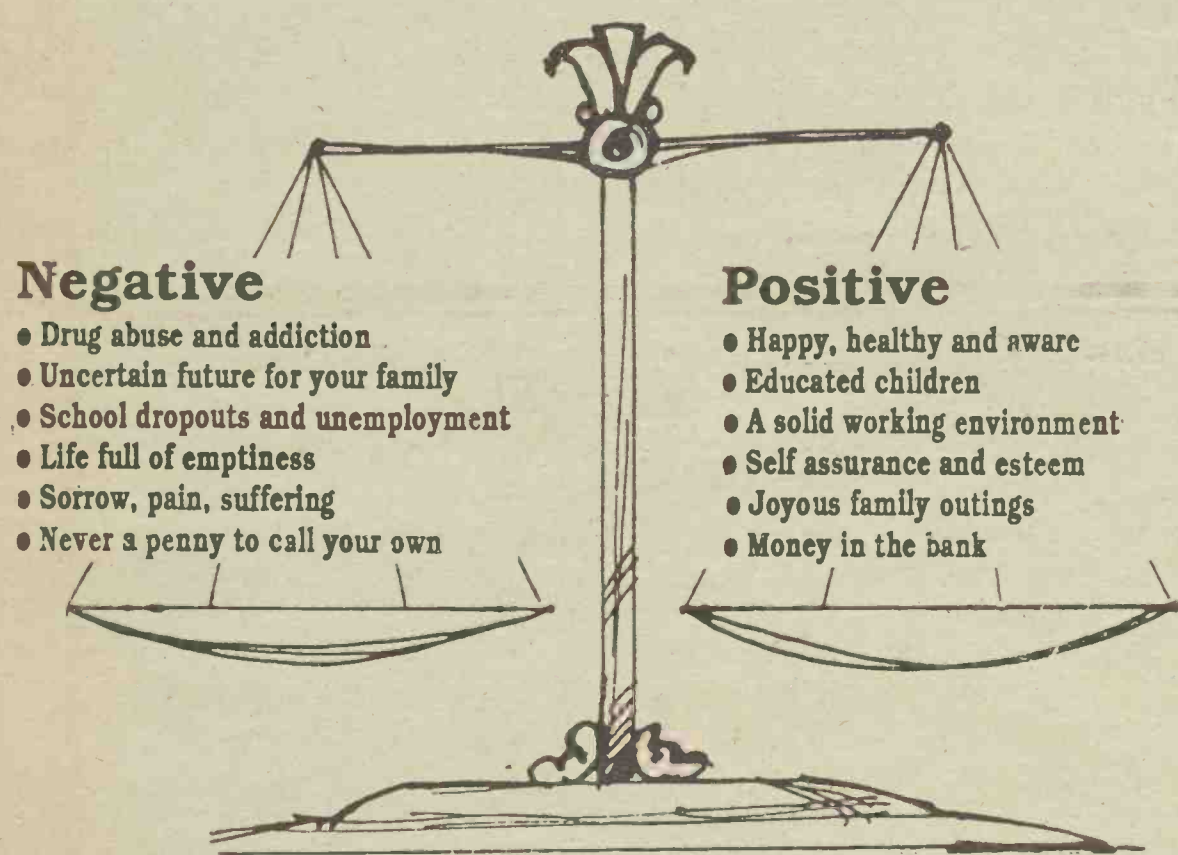 Negative
• Drug abuse and addiction
• Uncertain future for your family
• School dropouts and unemployment
• Life full of emptiness
• Sorrow, pain, suffering
• Never a penny to call your own
Positive
• Happy, healthy and aware
• Educated children
• A solid working environment
• Self assurance and esteem
• Joyous family outings
• Money in the bank